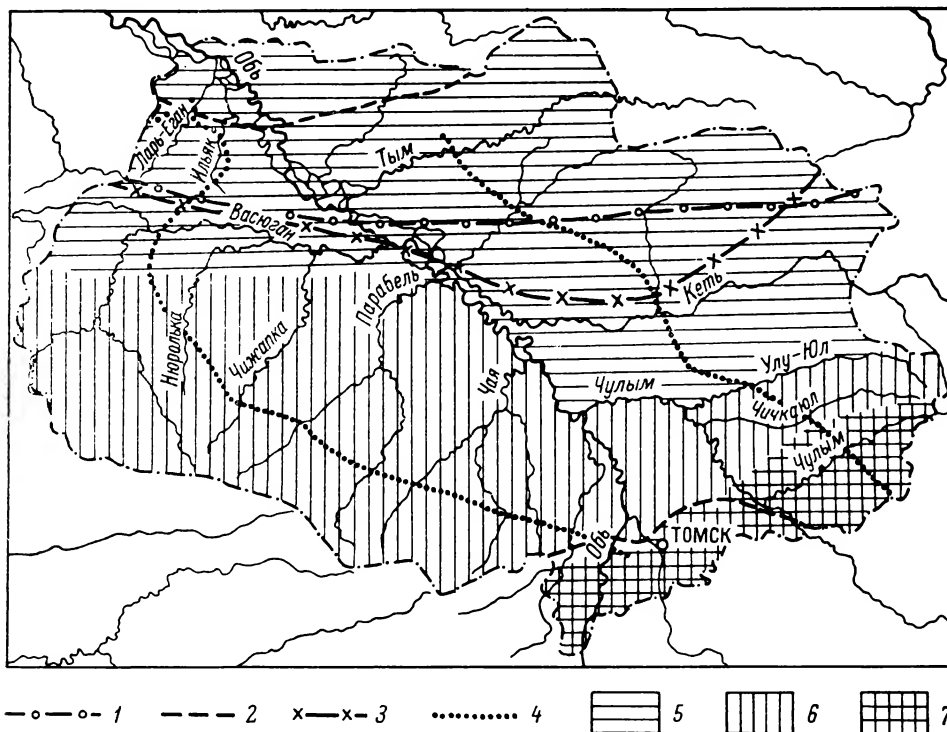 Обь
Ларь-Еган
Ильяк
Тым
Васюган
Кеть
Парабель
Нюролька
Чижапка
Чая
Улу-Юл
Чулым
Чичкаюл
Чулым
Обь
ТОМСК
1 2 3 4 5 6 7